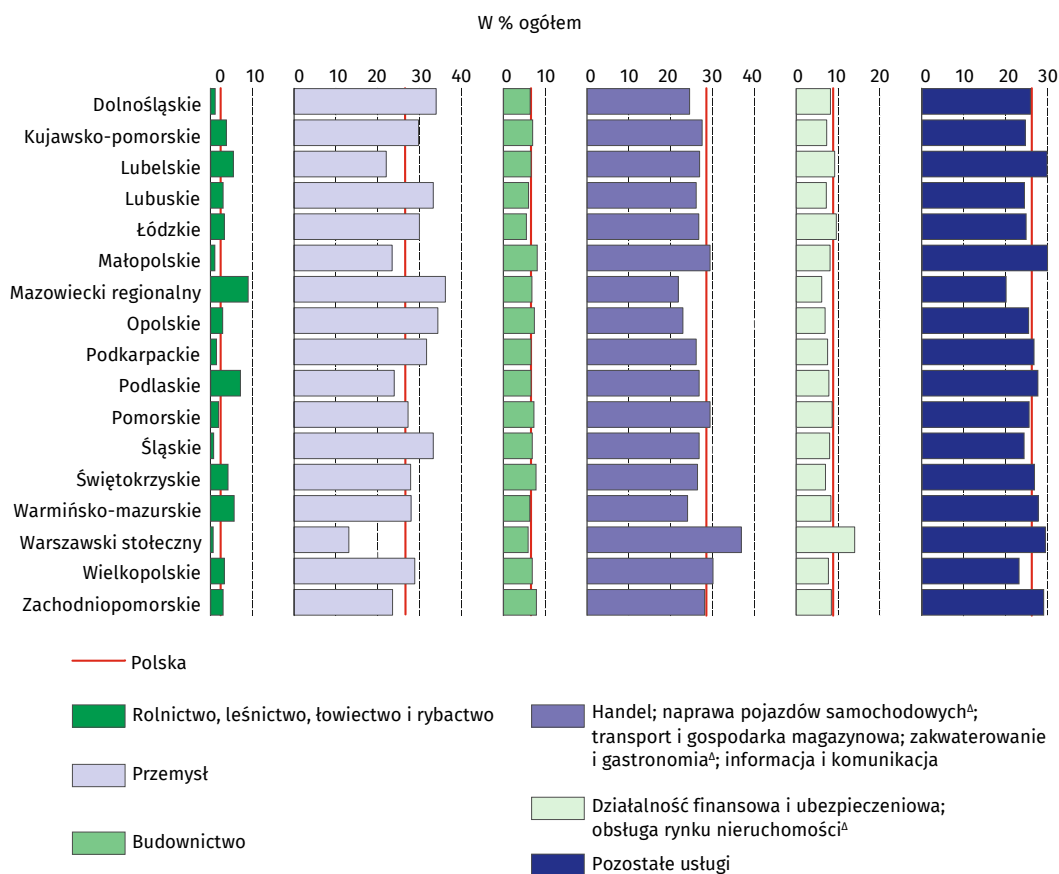 W % ogółem
0 10 0 10 20 30 40 0 10 0 10 20 30 40 0 10 20 0 10 20 30
Dolnośląskie
Kujawsko-pomorskie
Lubelskie
Lubuskie
Łódzkie
Małopolskie
Mazowiecki regionalny
Opolskie
Podkarpackie
Podlaskie
Pomorskie
Śląskie
Świętokrzyskie
Warmińsko-mazurskie
Warszawski stołeczny
Wielkopolskie
Zachodniopomorskie
Polska
Rolnictwo, leśnictwo, łowiectwo i rybactwo
Przemysł
Budownictwo
Handel; naprawa pojazdów samochodowychᐞ;
transport i gospodarka magazynowa; zakwaterowanie
i gastronomiaᐞ; informacja i komunikacja
Działalność finansowa i ubezpieczeniowa;
obsługa rynku nieruchomościᐞ
Pozostałe usługi